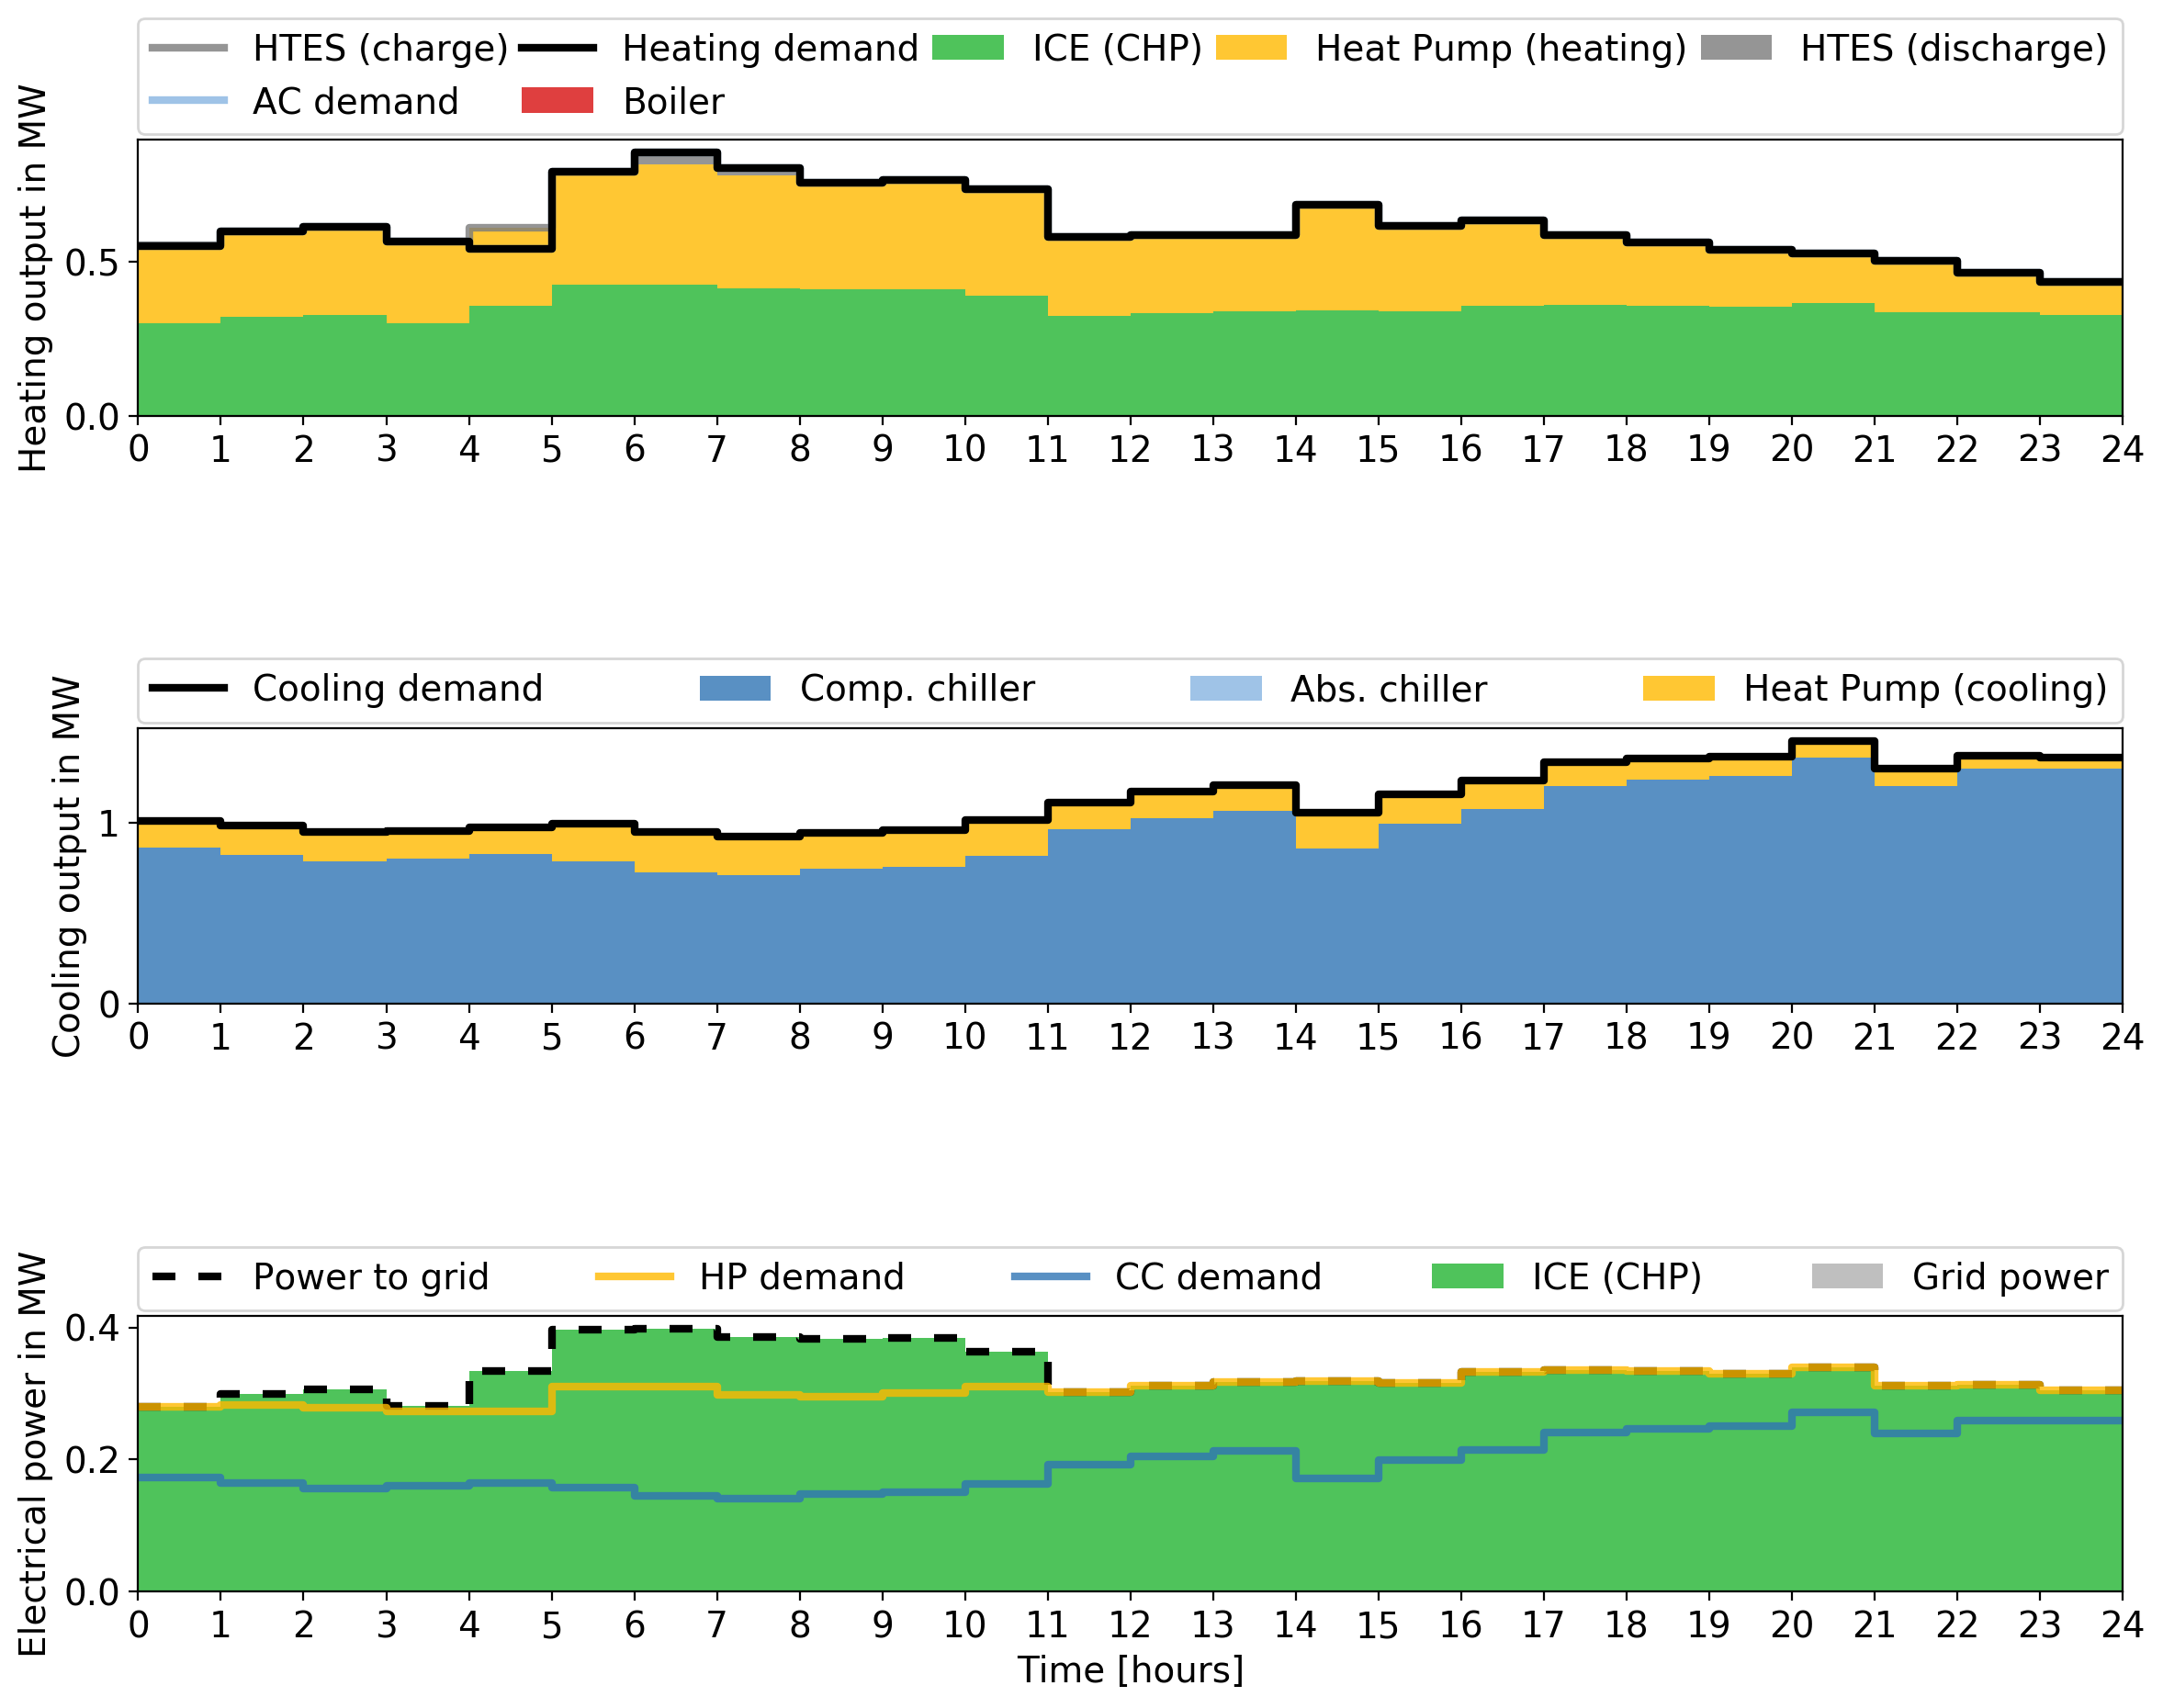 HTES (charge) Heating demand ICE (CHP) Heat Pump (heating) HTES (discharge)
AC demand Boiler
Heating output in MW
0.5
0.0
0 1 2 3 4 5 6 7 8 9 10 11 12 13 14 15 16 17 18 19 20 21 22 23 24
Cooling demand Comp. chiller Abs. chiller Heat Pump (cooling)
Cooling output in MW
1
0
0 1 2 3 4 5 6 7 8 9 10 11 12 13 14 15 16 17 18 19 20 21 22 23 24
Power to grid HP demand CC demand ICE (CHP) Grid power
Electrical power in MW
0.4
0.2
0.0
0 1 2 3 4 5 6 7 8 9 10 11 12 13 14 15 16 17 18 19 20 21 22 23 24
Time [hours]